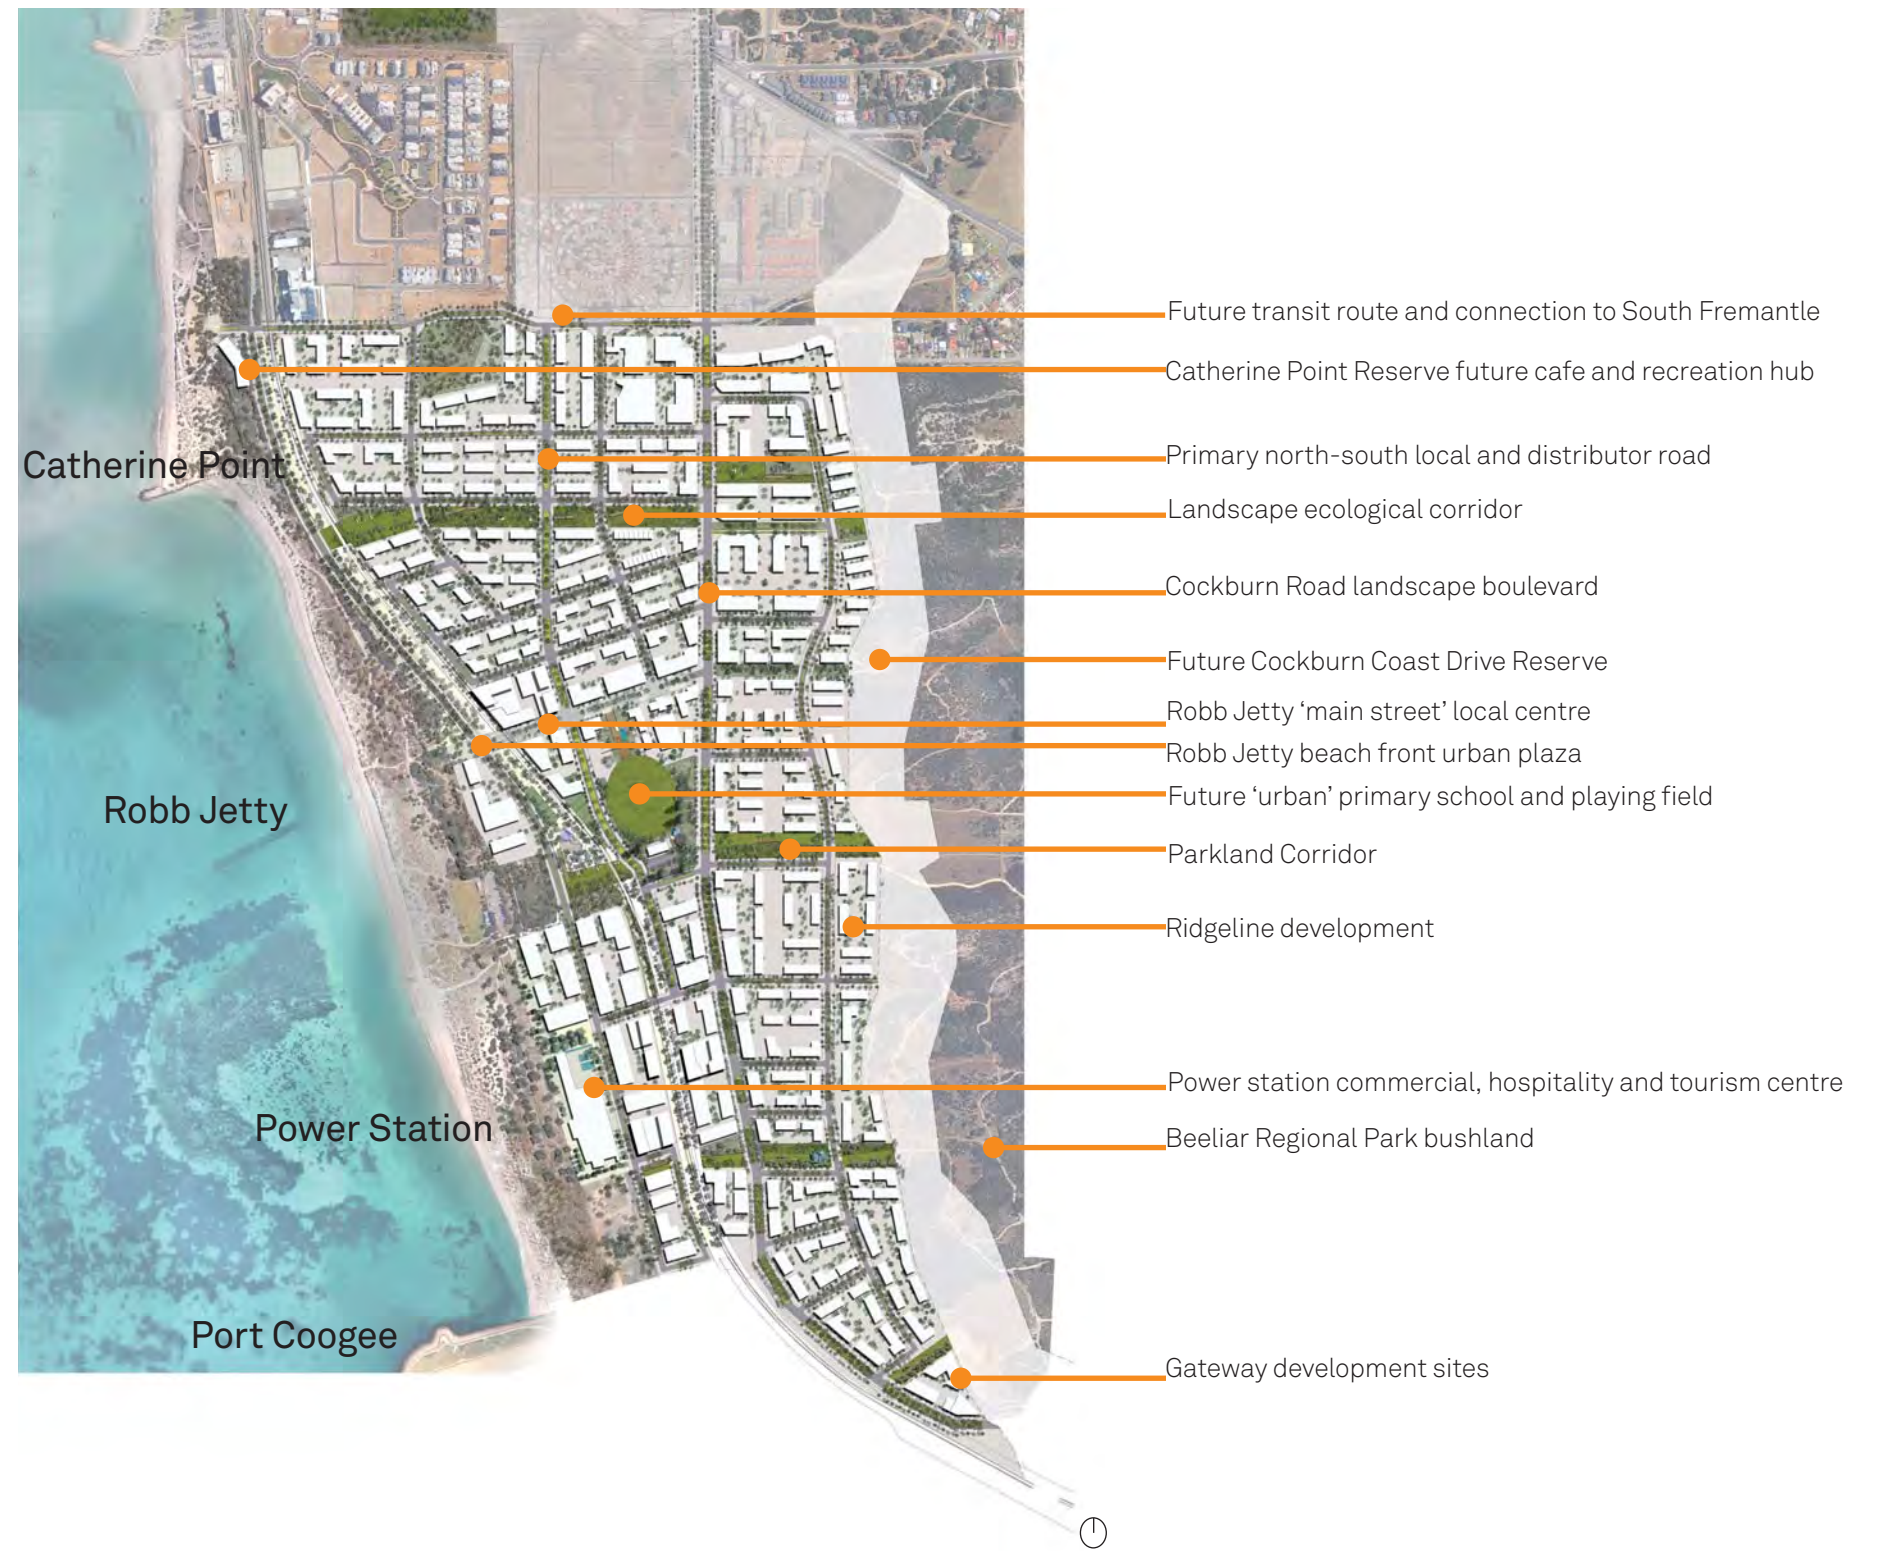 Future transit route and connection to South Fremantle
Catherine Point Reserve future cafe and recreation hub
Primary north-south local and distributor road
Catherine Point
Landscape ecological corridor
Cockburn Road landscape boulevard
Future Cockburn Coast Drive Reserve
Robb Jetty ‘main street’ local centre
Robb Jetty beach front urban plaza
Future ‘urban’ primary school and playing field
Robb Jetty
Parkland Corridor
Ridgeline development
Power station commercial, hospitality and tourism centre
Power Station
Beeliar Regional Park bushland
Port Coogee
Gateway development sites